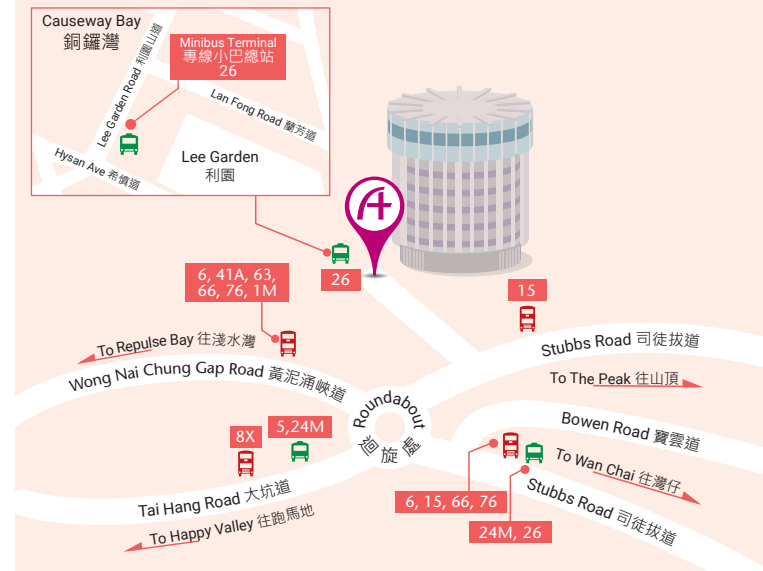 Causeway Bay
銅鑼灣
Minibus Terminal
專線小巴總站
26
Lee Garden Road 利園山道
Lan Fong Road 蘭芳道
Hysan Ave 希慎道
Lee Garden
利園
26
6, 41A, 63,
66, 76, 1M
15
To Repulse Bay 往淺水灣
Wong Nai Chung Gap Road 黃泥涌峽道
Stubbs Road 司徒拔道
To The Peak 往山頂
Roundabout
迴旋處
Bowen Road 寶雲道
8X
5,24M
To Wan Chai 往灣仔
6, 15, 66, 76
Stubbs Road 司徒拔道
24M, 26
Tai Hang Road 大坑道
To Happy Valley 往跑馬地